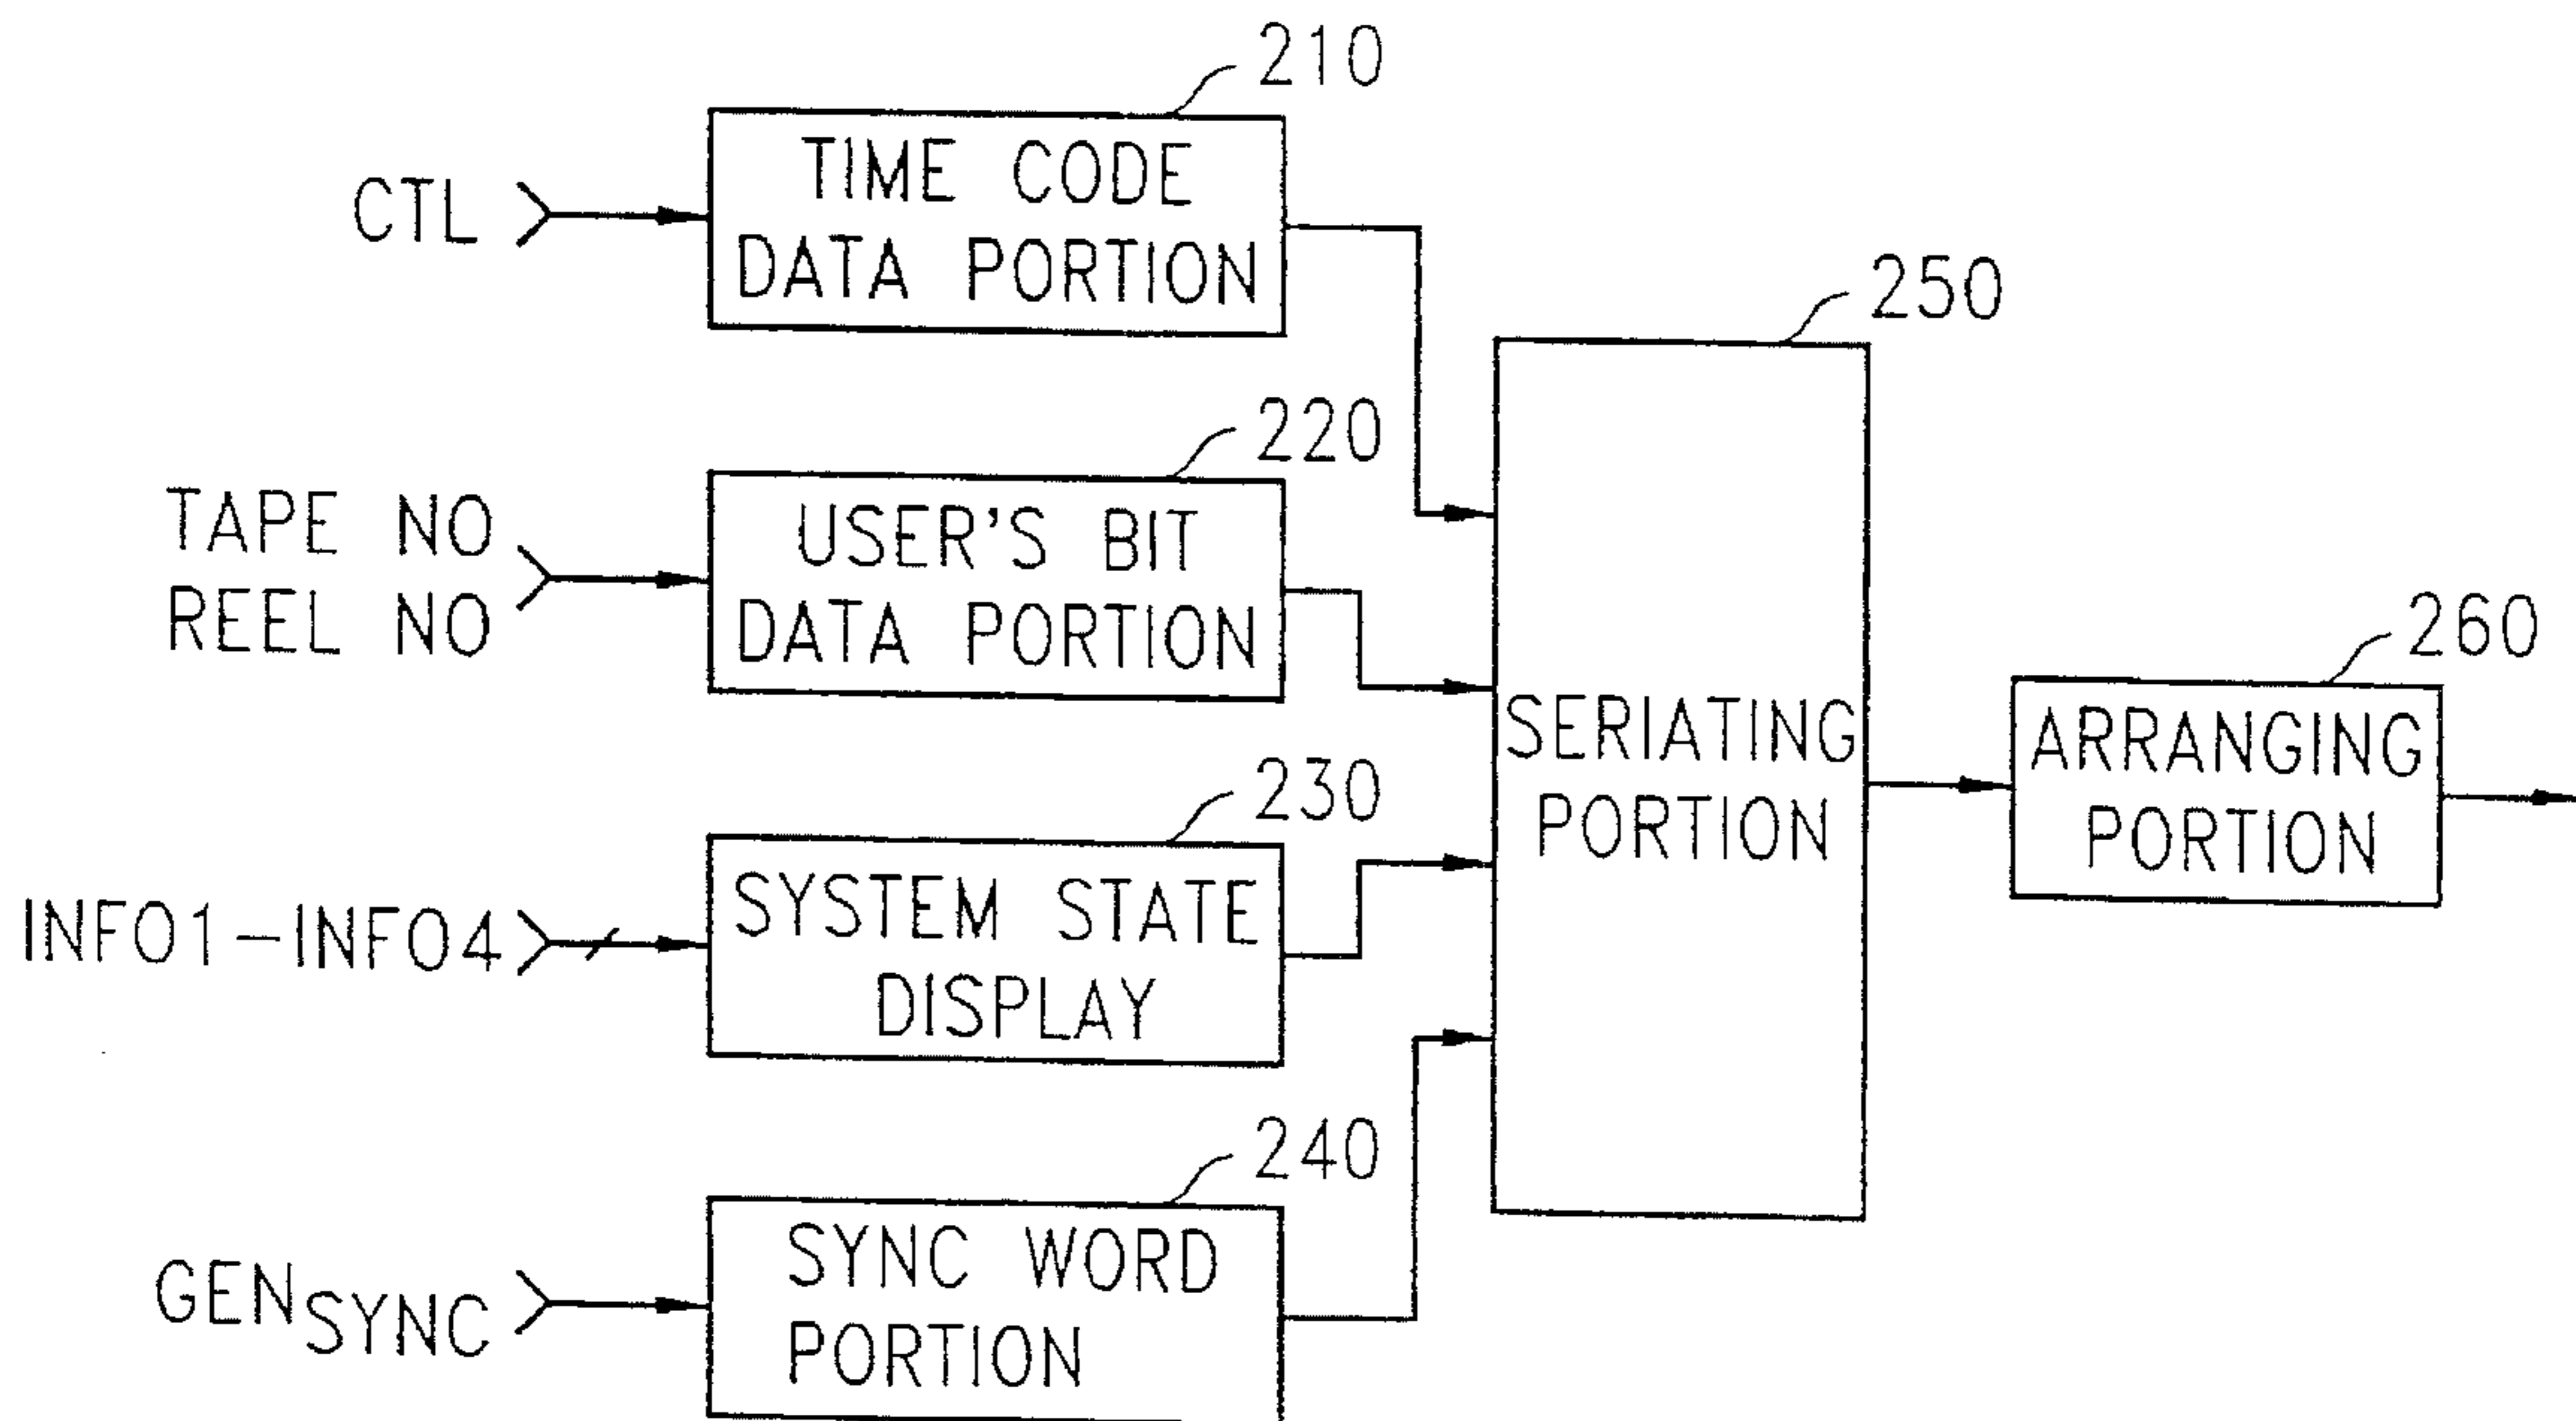 210
CTL
TIME CODE
DATA PORTION
220
TAPE NO
REEL NO
USER'S BIT
DATA PORTION
230
INFO1-INFO4
SYSTEM STATE
DISPLAY
240
GENSYNC
SYNC WORD
PORTION
250
SERIATING
PORTION
260
ARRANGING
PORTION